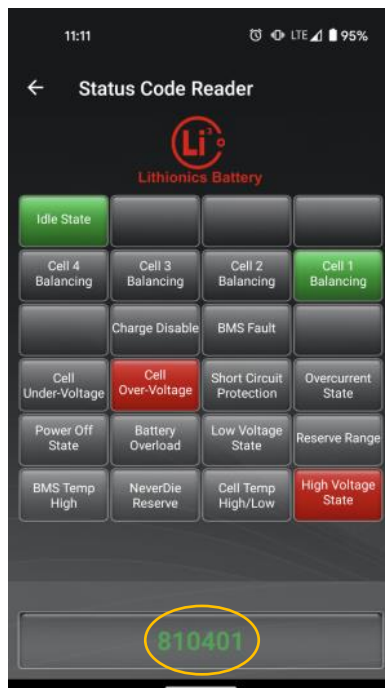 11:11 LTE 95%
Status Code Reader
Li3
Lithionics Battery
Idle State
Cell 4 Balancing
Cell 3 Balancing
Cell 2 Balancing
Cell 1 Balancing
Charge Disable
BMS Fault
Cell Under-Voltage
Cell Over-Voltage
Short Circuit Protection
Overcurrent State
Power Off State
Battery Overload
Low Voltage State
Reserve Range
BMS Temp High
NeverDie Reserve
Cell Temp High/Low
High Voltage State
810401